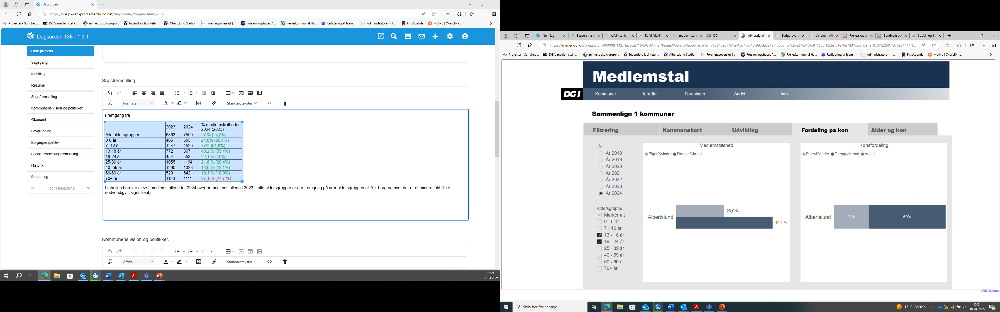 Dagsorden
https://sbsip-web-prod.albertslund.net/dagsorden/#/agendaitem/2002
Projekter - Sundhed... DGI's medlemstal -... mimer.dgi.dk/grupp... Indendørs faciliteter... Albertslund Stadion Foreningsoversigt |... Forsamlingshuset Al... Fælleskommunal Ha... Redigering af hjem... Administratorer - K... FirstAgenda Motivu | Overblik -...
Dagsorden 138 - 1.3.1
Hele punktet
Sagsgang
Indstilling
Resumé
Sagsfremstilling
Kommunens vision og politikker
Økonomi
Lovgrundlag
Borgerperspektiv
Supplerende sagsfremstilling
Historik
Beslutning
Hop til beslutning
Sagsfremstilling:
Formater Standardtekster
Fremgang fra
2023 2024 % medlemstætheden 2024 (2023)
Alle aldersgrupper 6863 7590 27 % (24,8%)
0-6 år 405 505 24,8% (20,1%)
7- 12 år 1247 1520 77% (61,6%)
13-18 år 772 867 40,2 % (35,4%)
19-24 år 454 553 22,1 % (19%)
25-39 år 1055 1164 21,6 % (20,4%)
40- 59 år 1290 1328 18,6 % (18,1%)
60-69 år 520 542 19,1 % (18,9%)
70+ år 1120 1111 27,1 % (27,7 %)
I tabellen herover er vist medlemstallene for 2024 overfor medlemstallene i 2023. I alle aldersgrupper er der fremgang på nær aldersgruppen af 70+ borgere hvor der er et mindre fald (ikke
nødvendigvis signifikant).
Kommunens vision og politikker:
Afsnit Standardtekster
15:24
10-04-2025
NemSag Ekspert har o rafal niznik - Rafał Niżnik medlemstal d DGI mimer.dgi.dk Budgetovers Visioner | Alb Fællesskabsp Sundhedspol Social- og Su
https://mimer.dgi.dk/grupperum/00000ITMS/_layouts/15/DGI.Mimer/Pages/PowerBIReport.aspx?p=757a48ed-7b1a-4567-bc43-993da3a1ef46&w=g_92de27c0_69c8_43b5_b52e_81e78e7431c2&_ga=2.105912259.1976271474.1...
Projekter - Sundhed... DGI's medlemstal -... mimer.dgi.dk/grupp... Indendørs faciliteter... Albertslund Stadion Foreningsoversigt |... Forsamlingshuset Al... Fælleskommunal Ha... Redigering af hjem... Administratorer - K... FirstAgenda Motivu | Overblik -...
Medlemstal
DGI Kommuner Idrætter Foreninger Andet Info
Sammenlign 1 kommuner
Filtrering Kommunekort Udvikling Fordeling på køn Alder og køn
År
År 2018
År 2019
År 2020
År 2021
År 2022
År 2023
År 2024
Aldersgruppe
Markér alt
0 - 6 år
7 - 12 år
13 - 18 år
19 - 24 år
25 - 39 år
40 - 59 år
60 - 69 år
70+ år
Medlemstæthed
Piger/Kvinder Drenge/Mænd
Albertslund
20,0 %
40,1 %
Kønsfordeling
Piger/Kvinder Drenge/Mænd Andet
Albertslund 31% 69%
(fuld skærm)
Skriv her for at søge
13°C Solskin
15:24
10-04-2025
16